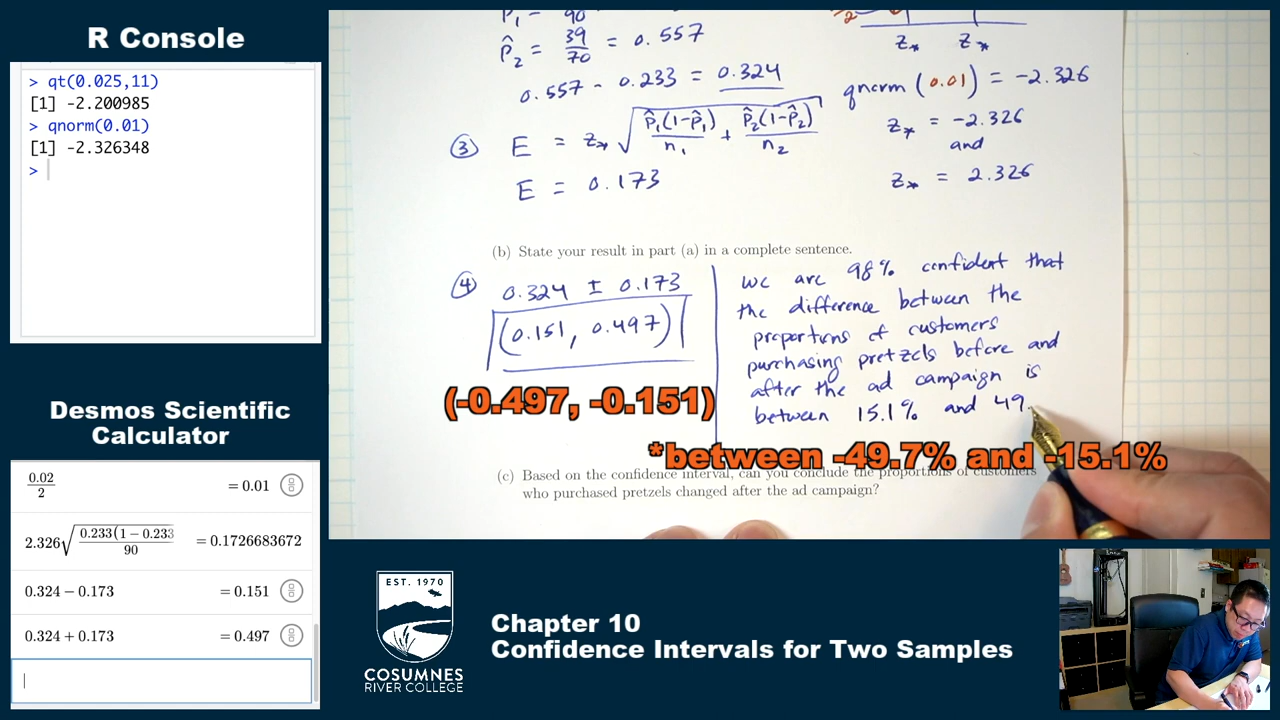 R Console
> qt(0.025,11)
[1] -2.200985
> qnorm(0.01)
[1] -2.326348
>
Desmos Scientific
Calculator
0.02/2 = 0.01
2.326√(0.233(1 − 0.233/90 = 0.1726683672
0.324 − 0.173 = 0.151
0.324 + 0.173 = 0.497
90
p̂₂ = 39/70 = 0.557
0.557 - 0.233 = 0.324
③ E = z* √(p̂₁(1-p̂₁)/n₁ + p̂₂(1-p̂₂)/n₂)
E = 0.173
z* z*
qnorm (0.01) = -2.326
z* = -2.326
and
z* = 2.326
(b) State your result in part (a) in a complete sentence.
④ 0.324 ± 0.173
(0.151, 0.497)
(-0.497, -0.151)
We are 98% confident that
the difference between the
proportions of customers
purchasing pretzels before and
after the ad campaign is
between 15.1% and 49.
*between -49.7% and -15.1%
(c) Based on the confidence interval, can you conclude the proportions of customers
who purchased pretzels changed after the ad campaign?
EST. 1970
COSUMNES
RIVER COLLEGE
Chapter 10
Confidence Intervals for Two Samples